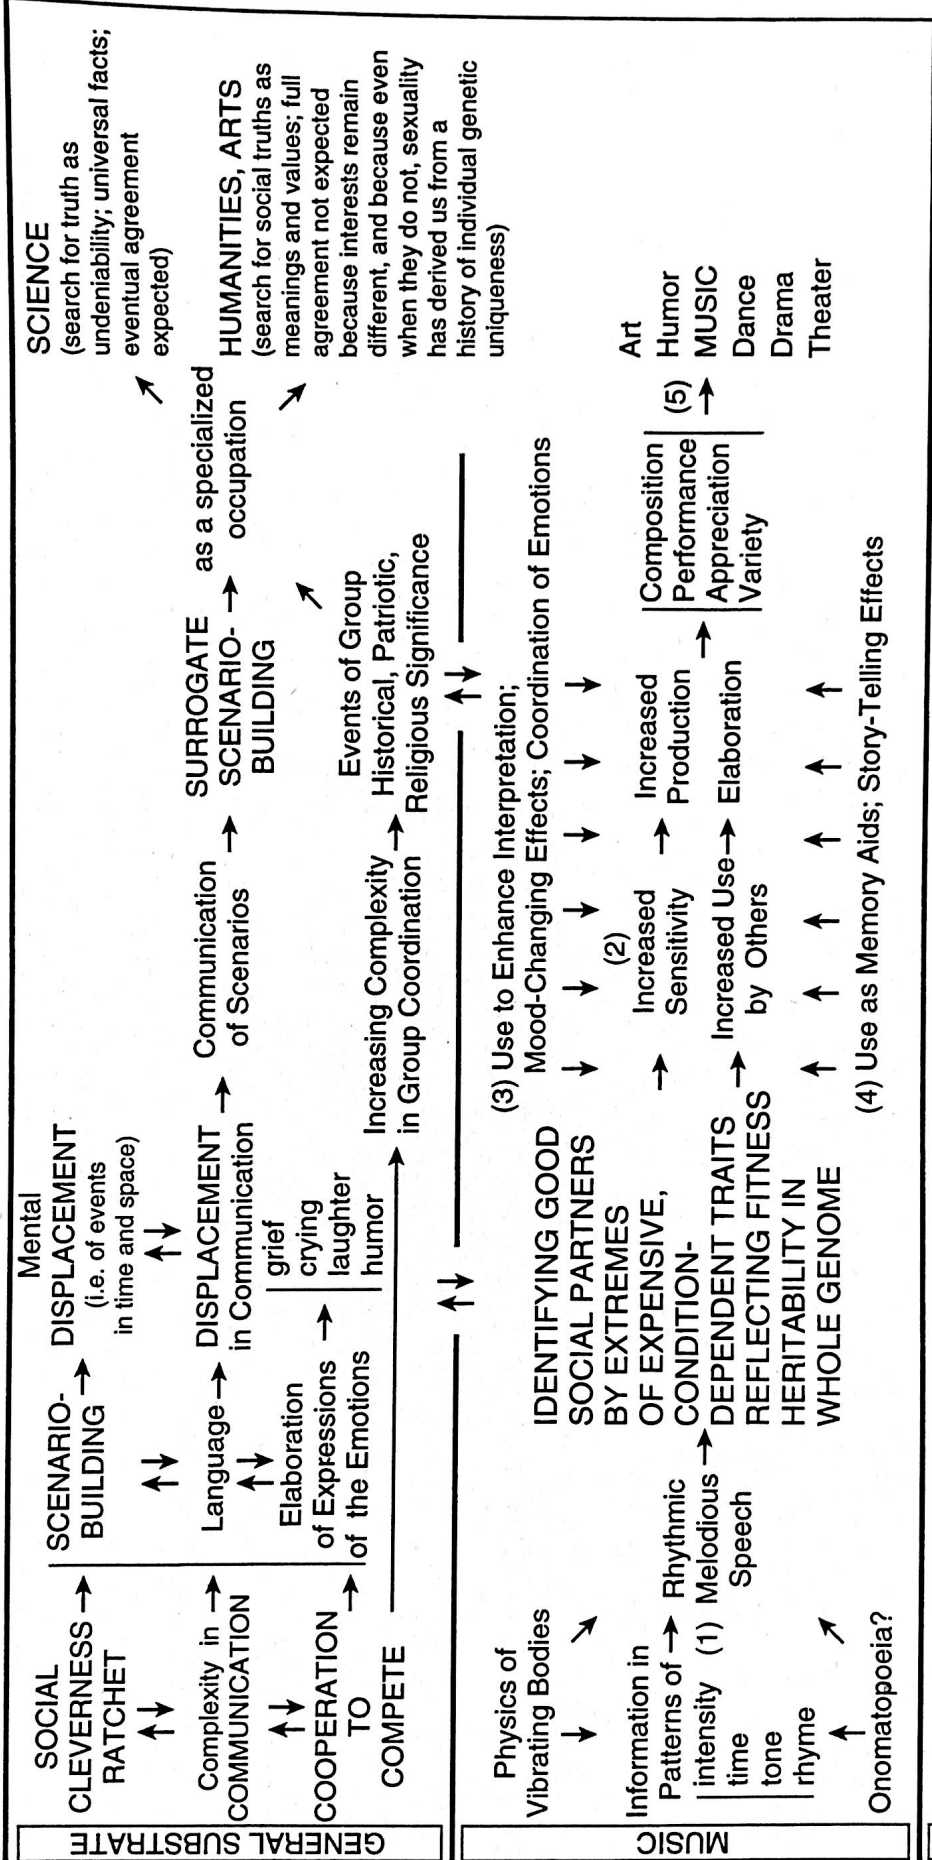 GENERAL SUBSTRATE
SOCIAL
CLEVERNESS
RATCHET
Complexity in
COMMUNICATION
COOPERATION
TO
COMPETE
SCENARIO-
BUILDING
Language
Elaboration
of Expressions
of the Emotions
Mental
DISPLACEMENT
(i.e. of events
in time and space)
DISPLACEMENT
in Communication
grief
crying
laughter
humor
Communication
of Scenarios
Increasing Complexity
in Group Coordination
SURROGATE
SCENARIO-
BUILDING
Events of Group
Historical, Patriotic,
Religious Significance
as a specialized
occupation
SCIENCE
(search for truth as
undeniability; universal facts;
eventual agreement
expected)
HUMANITIES, ARTS
(search for social truths as
meanings and values; full
agreement not expected
because interests remain
different, and because even
when they do not, sexuality
has derived us from a
history of individual genetic
uniqueness)
MUSIC
Physics of
Vibrating Bodies
Information in
Patterns of
intensity (1)
time
tone
rhyme
Onomatopoeia?
Rhythmic
Melodious
Speech
IDENTIFYING GOOD
SOCIAL PARTNERS
BY EXTREMES
OF EXPENSIVE,
CONDITION-
DEPENDENT TRAITS
REFLECTING FITNESS
HERITABILITY IN
WHOLE GENOME
(3) Use to Enhance Interpretation;
Mood-Changing Effects; Coordination of Emotions
(2)
Increased
Sensitivity
Increased Use
by Others
Increased
Production
Elaboration
(4) Use as Memory Aids; Story-Telling Effects
Composition
Performance
Appreciation
Variety
(5)
Art
Humor
MUSIC
Dance
Drama
Theater